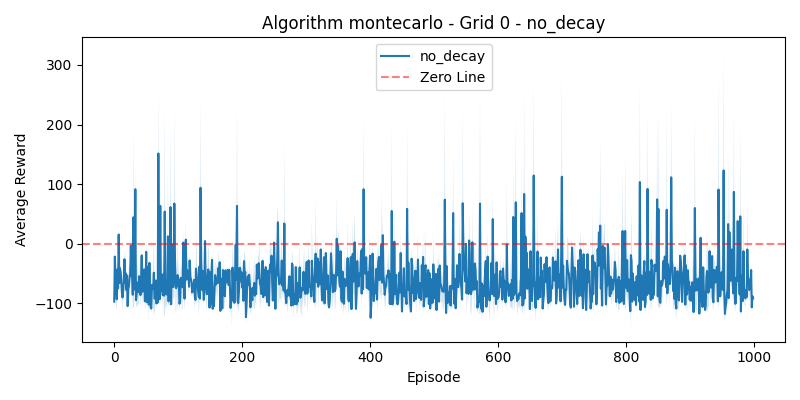 Algorithm montecarlo - Grid 0 - no_decay
no_decay
Zero Line
300
200
100
0
−100
Average Reward
0
200
400
600
800
1000
Episode